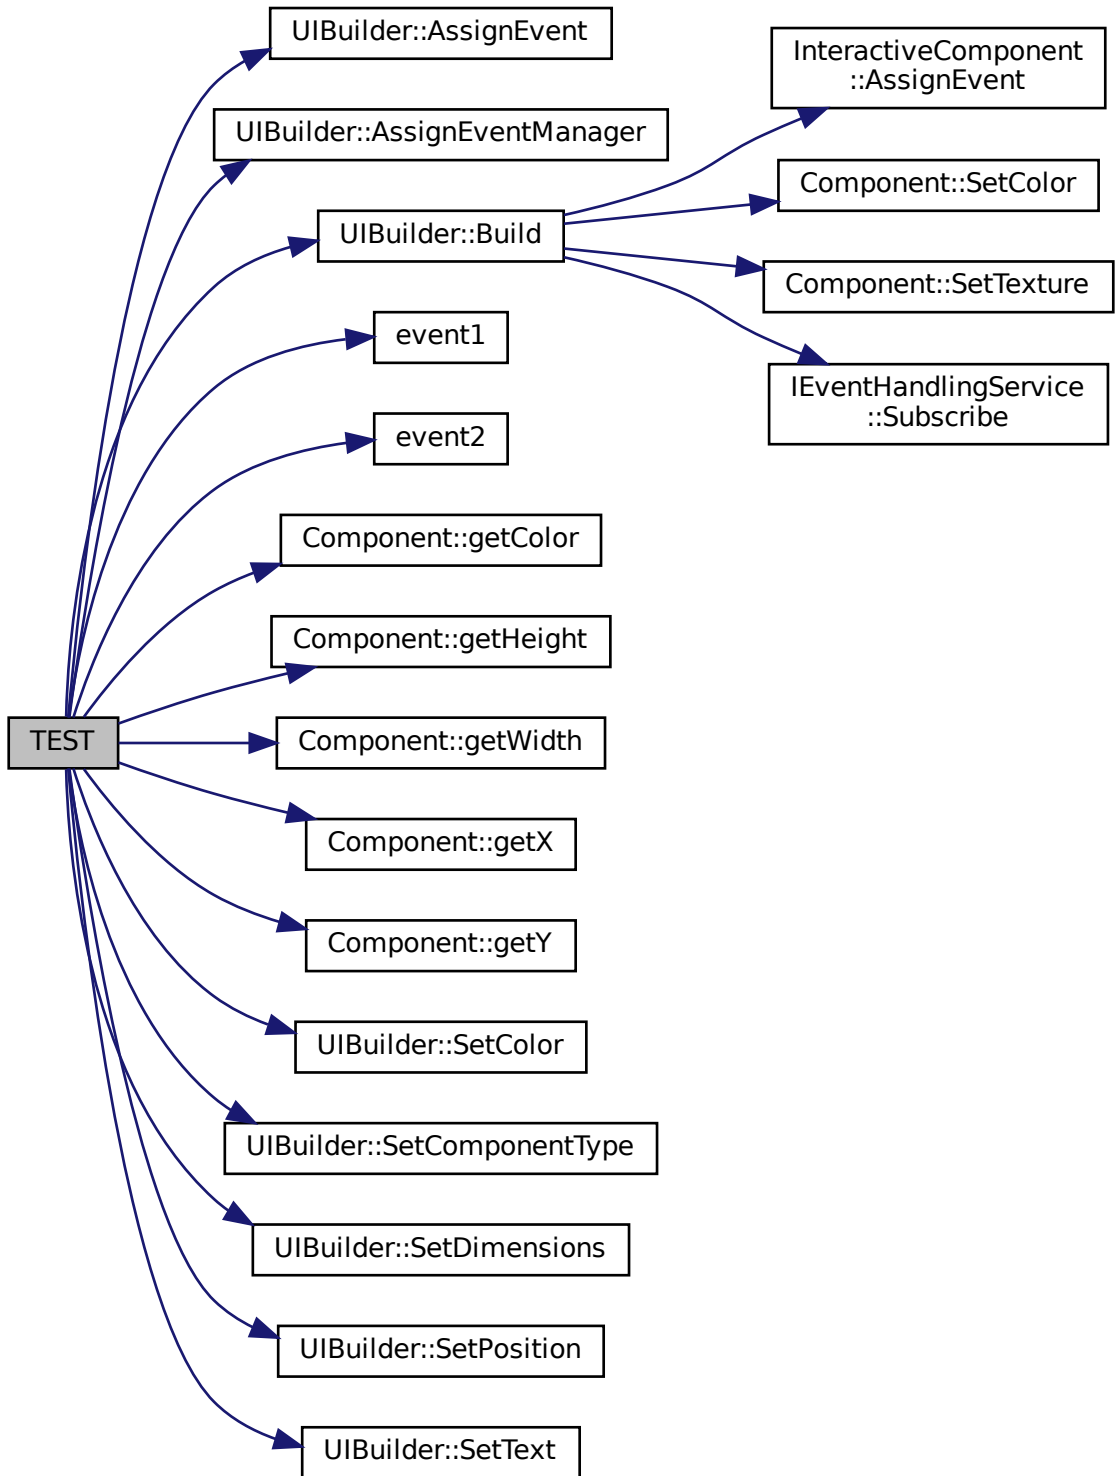 UIBuilder::AssignEvent
InteractiveComponent
::AssignEvent
UIBuilder::AssignEventManager
Component::SetColor
UIBuilder::Build
Component::SetTexture
event1
IEventHandlingService
::Subscribe
event2
Component::getColor
Component::getHeight
TEST
Component::getWidth
Component::getX
Component::getY
UIBuilder::SetColor
UIBuilder::SetComponentType
UIBuilder::SetDimensions
UIBuilder::SetPosition
UIBuilder::SetText